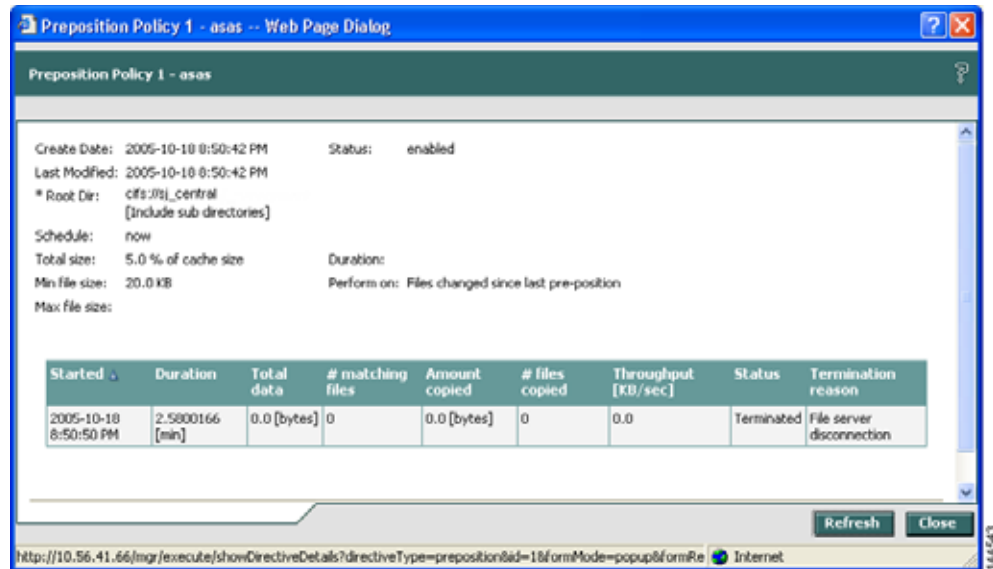 Preposition Policy 1 - asas -- Web Page Dialog
Preposition Policy 1 - asas
Create Date: 2005-10-18 8:50:42 PM Status: enabled
Last Modified: 2005-10-18 8:50:42 PM
* Root Dir: cifs://sj_central
[Include sub directories]
Schedule: now
Total size: 5.0 % of cache size Duration:
Min file size: 20.0 KB Perform on: Files changed since last pre-position
Max file size:
Started Duration Total data # matching files Amount copied # files copied Throughput [KB/sec] Status Termination reason
2005-10-18 8:50:50 PM 2.5800166 [min] 0.0 [bytes] 0 0.0 [bytes] 0 0.0 Terminated File server disconnection
Refresh Close
http://10.56.41.66/mgr/execute/showDirectiveDetails?directiveType=preposition&id=1&formMode=popup&formRe Internet
144543